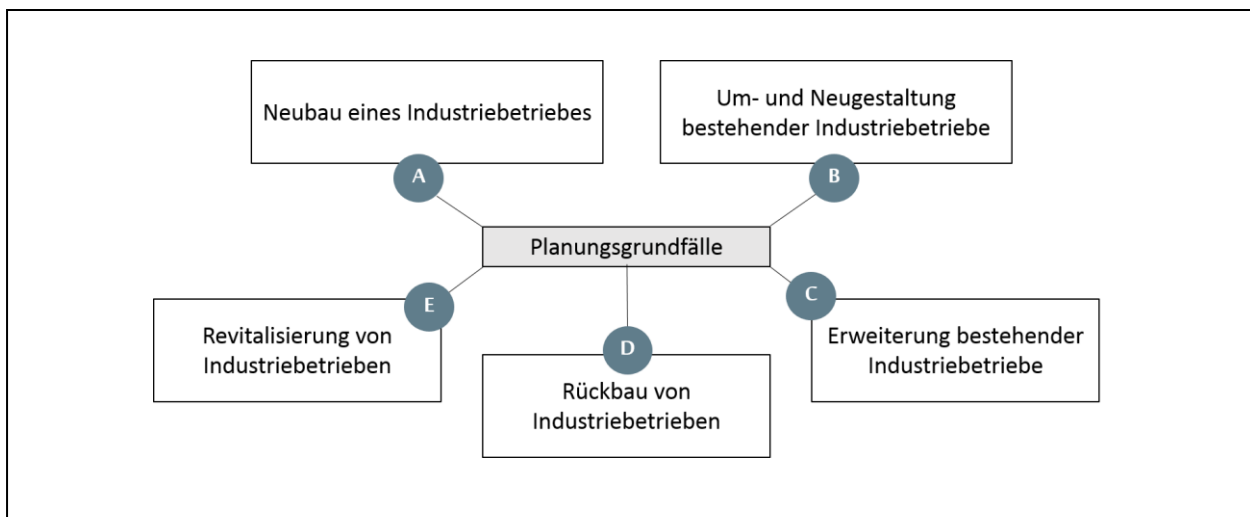 Neubau eines Industriebetriebes
A
Um- und Neugestaltung
bestehender Industriebetriebe
B
Planungsgrundfälle
E
Revitalisierung von
Industriebetrieben
D
Rückbau von
Industriebetrieben
C
Erweiterung bestehender
Industriebetriebe